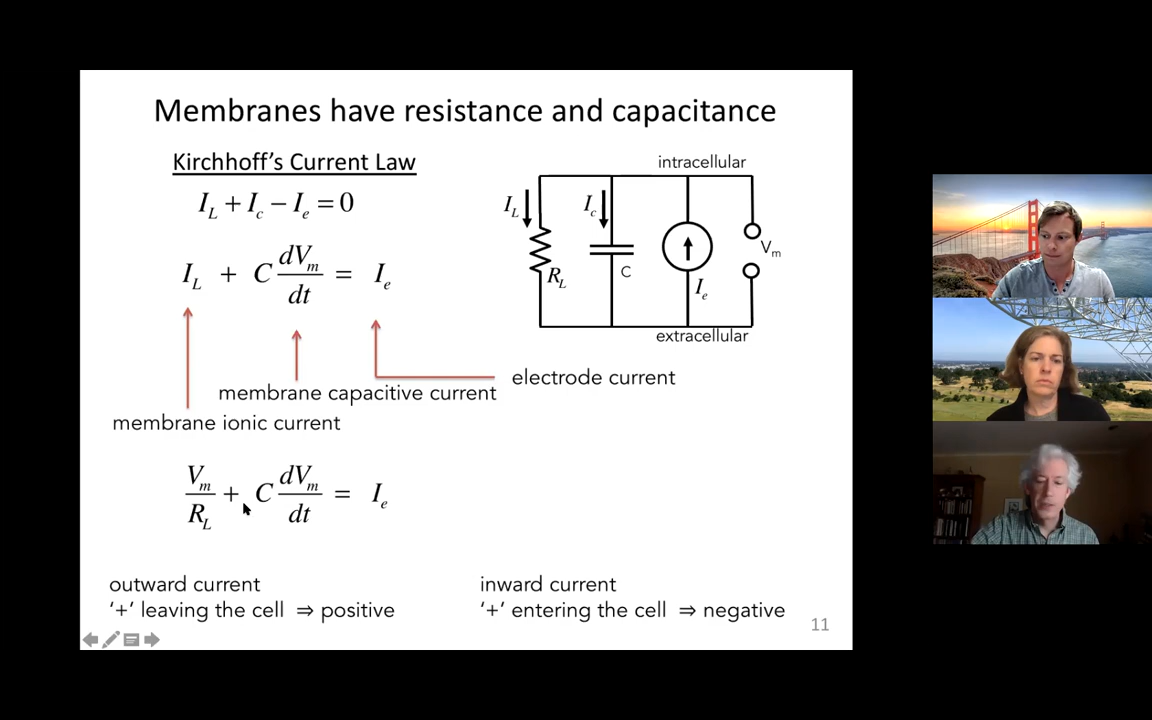 Membranes have resistance and capacitance
Kirchhoff's Current Law
I_L + I_c − I_e = 0
I_L + C dV_m/dt = I_e
membrane capacitive current
electrode current
membrane ionic current
V_m/R_L + C dV_m/dt = I_e
intracellular
I_L
I_c
V_m
R_L
C
I_e
extracellular
outward current
'+' leaving the cell ⇒ positive
inward current
'+' entering the cell ⇒ negative
11